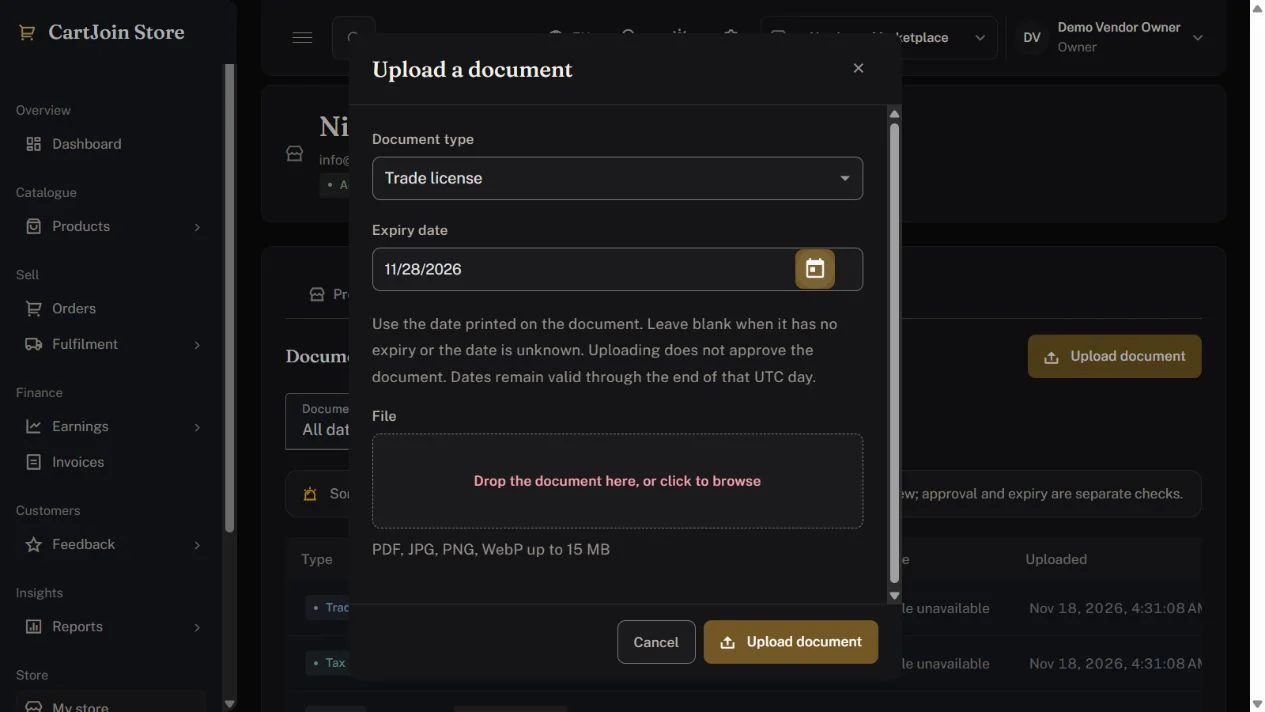 CartJoin Store
Overview
Dashboard
Catalogue
Products
Sell
Orders
Fulfilment
Finance
Earnings
Invoices
Customers
Feedback
Insights
Reports
Store
My store
DV
Demo Vendor Owner
Owner
Upload a document
Document type
Trade license
Expiry date
11/28/2026
Use the date printed on the document. Leave blank when it has no
expiry or the date is unknown. Uploading does not approve the
document. Dates remain valid through the end of that UTC day.
File
Drop the document here, or click to browse
PDF, JPG, PNG, WebP up to 15 MB
Cancel
Upload document
Upload document
approval and expiry are separate checks.
Type
Uploaded
unavailable
Nov 18, 2026, 4:31:08 AM
Tax
unavailable
Nov 18, 2026, 4:31:08 AM